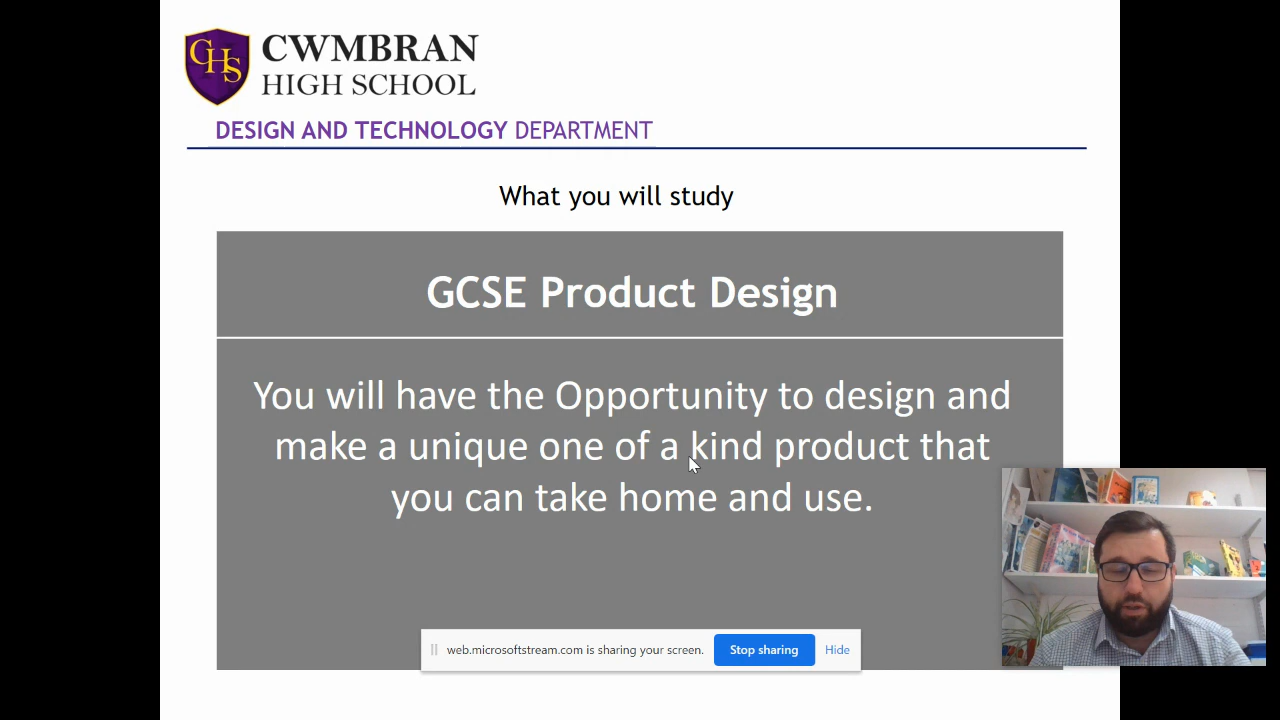 CHS
CWMBRAN
HIGH SCHOOL
DESIGN AND TECHNOLOGY DEPARTMENT
What you will study
GCSE Product Design
You will have the Opportunity to design and
make a unique one of a kind product that
you can take home and use.
web.microsoftstream.com is sharing your screen.
Stop sharing
Hide